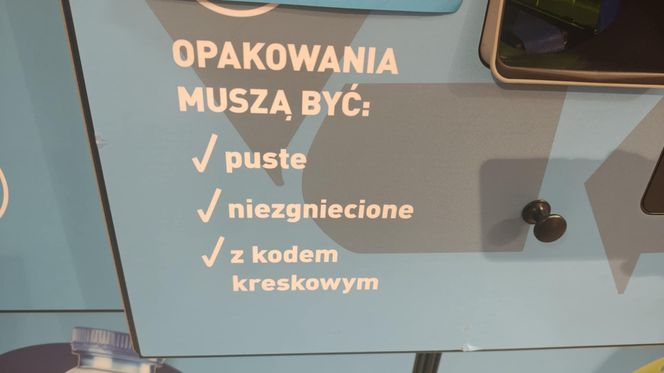 OPAKOWANIA
MUSZĄ BYĆ:
✓ puste
✓ niezgniecione
✓ z kodem
kreskowym